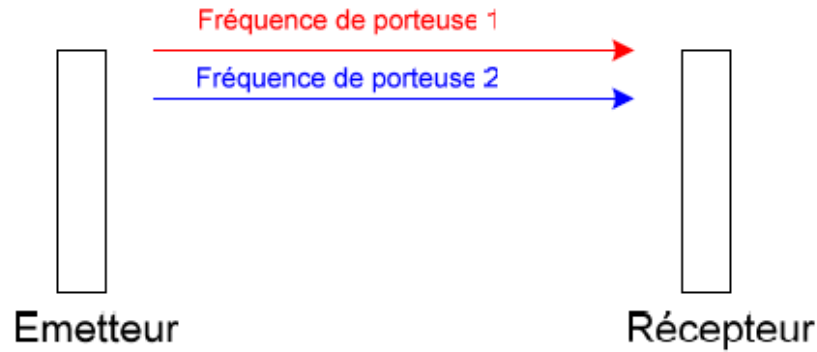 Fréquence de porteuse 1
Fréquence de porteuse 2
Emetteur
Récepteur